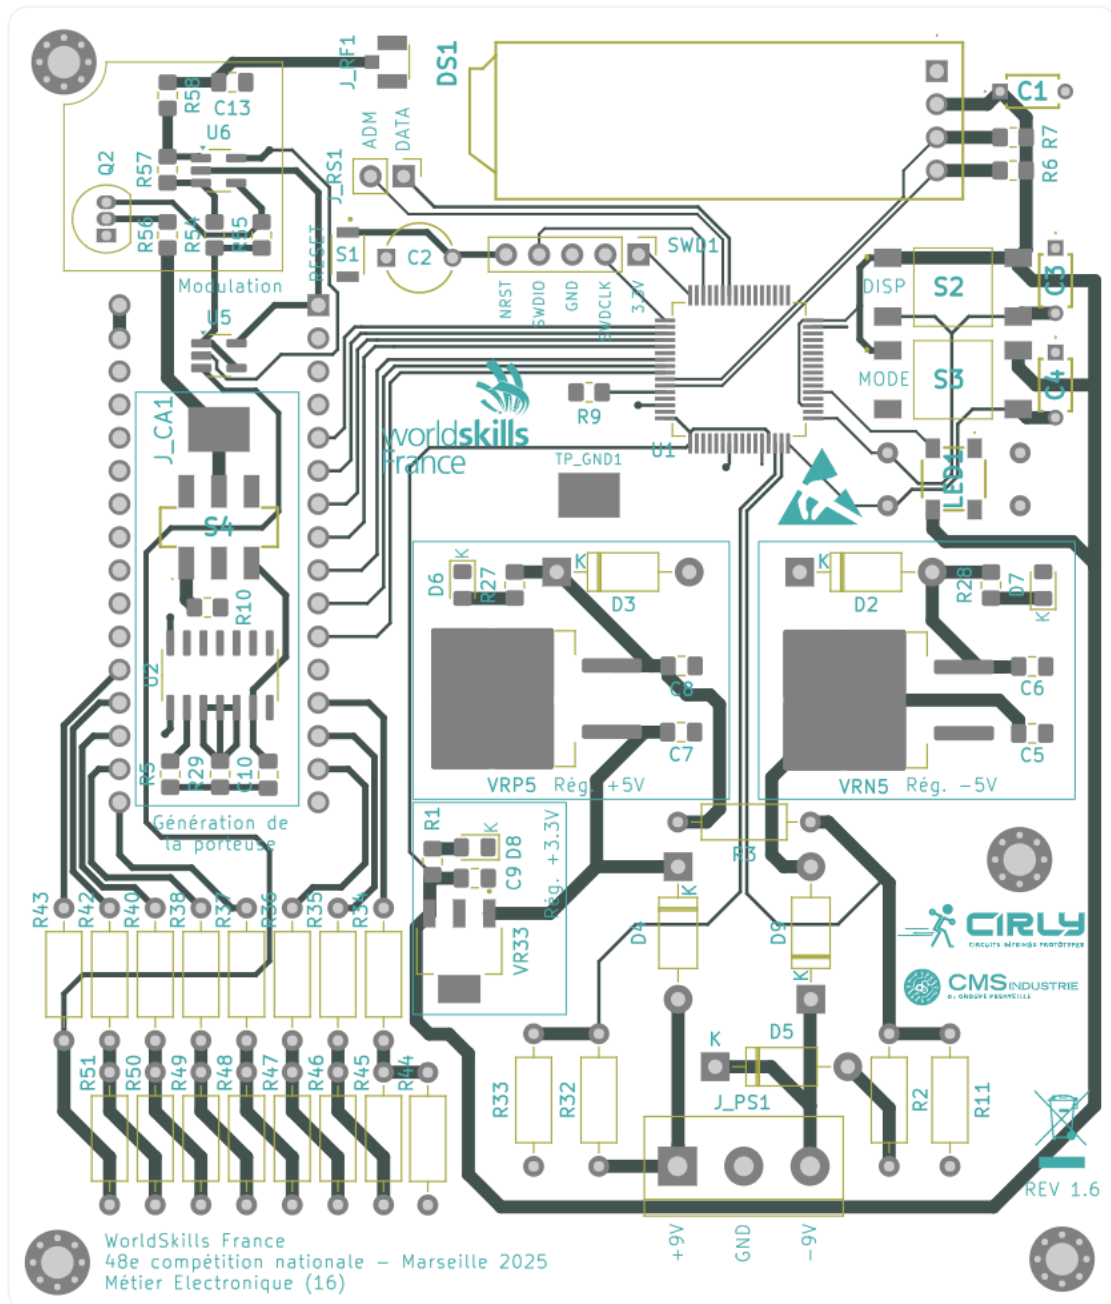 J_RF1
DS1
C1
R58
C13
U6
ADM
DATA
R7
Q2
R57
J_RS1
R6
R56
R54
R55
RESET
S1
C2
SWD1
NRST
SWDIO
GND
SWDCLK
3.3V
DISP
S2
C3
Modulation
U5
MODE
S3
C4
J_CA1
R9
worldskills
France
U1
TP_GND1
LED1
S4
R10
U2
D6
K
R27
K
D3
K
D2
R28
D7
K
C8
C6
C7
C5
VRP5
Rég. +5V
VRN5
Rég. -5V
R5
R29
C10
Génération de
la porteuse
R1
K
D8
C9
Rég. +3.3V
R3
VR33
K
D4
D9
K
R43
R42
R40
R38
R37
R36
R35
R34
CIRLY
CIRCUITS IMPRIMÉS PROTOTYPES
CMS INDUSTRIE
D5
K
R51
R50
R49
R48
R47
R46
R45
R44
R33
R32
J_PS1
R2
R11
REV 1.6
+9V
GND
-9V
WorldSkills France
48e compétition nationale – Marseille 2025
Métier Electronique (16)